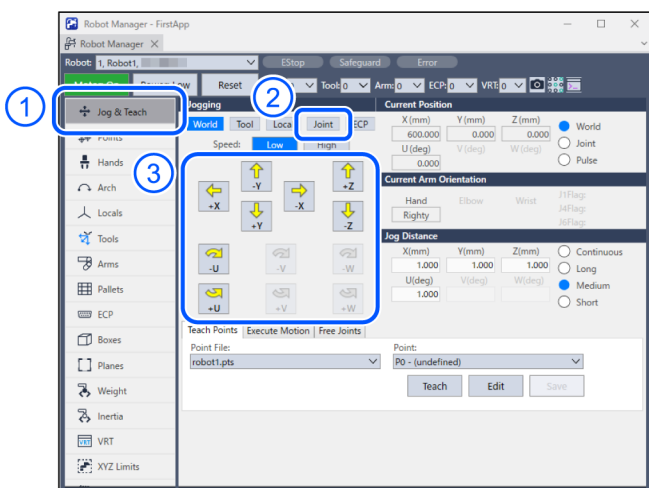 Robot Manager - FirstApp
Robot Manager
Robot: 1, Robot1, EStop Safeguard Error
Reset Tool: 0 Arm: 0 ECP: 0 VRT: 0
1 Jog & Teach
Points
Hands
Arch
Locals
Tools
Arms
Pallets
ECP
Boxes
Planes
Weight
Inertia
VRT VRT
XYZ Limits
Jogging
2
World Tool Local Joint ECP
Speed: Low High
3
-Y +Z
+X -X
+Y -Z
-U -V -W
+U +V +W
Current Position
X (mm) Y (mm) Z (mm)
600.000 0.000 0.000
U (deg) V (deg) W (deg)
0.000
World
Joint
Pulse
Current Arm Orientation
Hand Elbow Wrist
Righty
J1Flag:
J4Flag:
J6Flag:
Jog Distance
X(mm) Y(mm) Z(mm)
1.000 1.000 1.000
U(deg) V(deg) W(deg)
1.000
Continuous
Long
Medium
Short
Teach Points Execute Motion Free Joints
Point File: Point:
robot1.pts P0 - (undefined)
Teach Edit Save